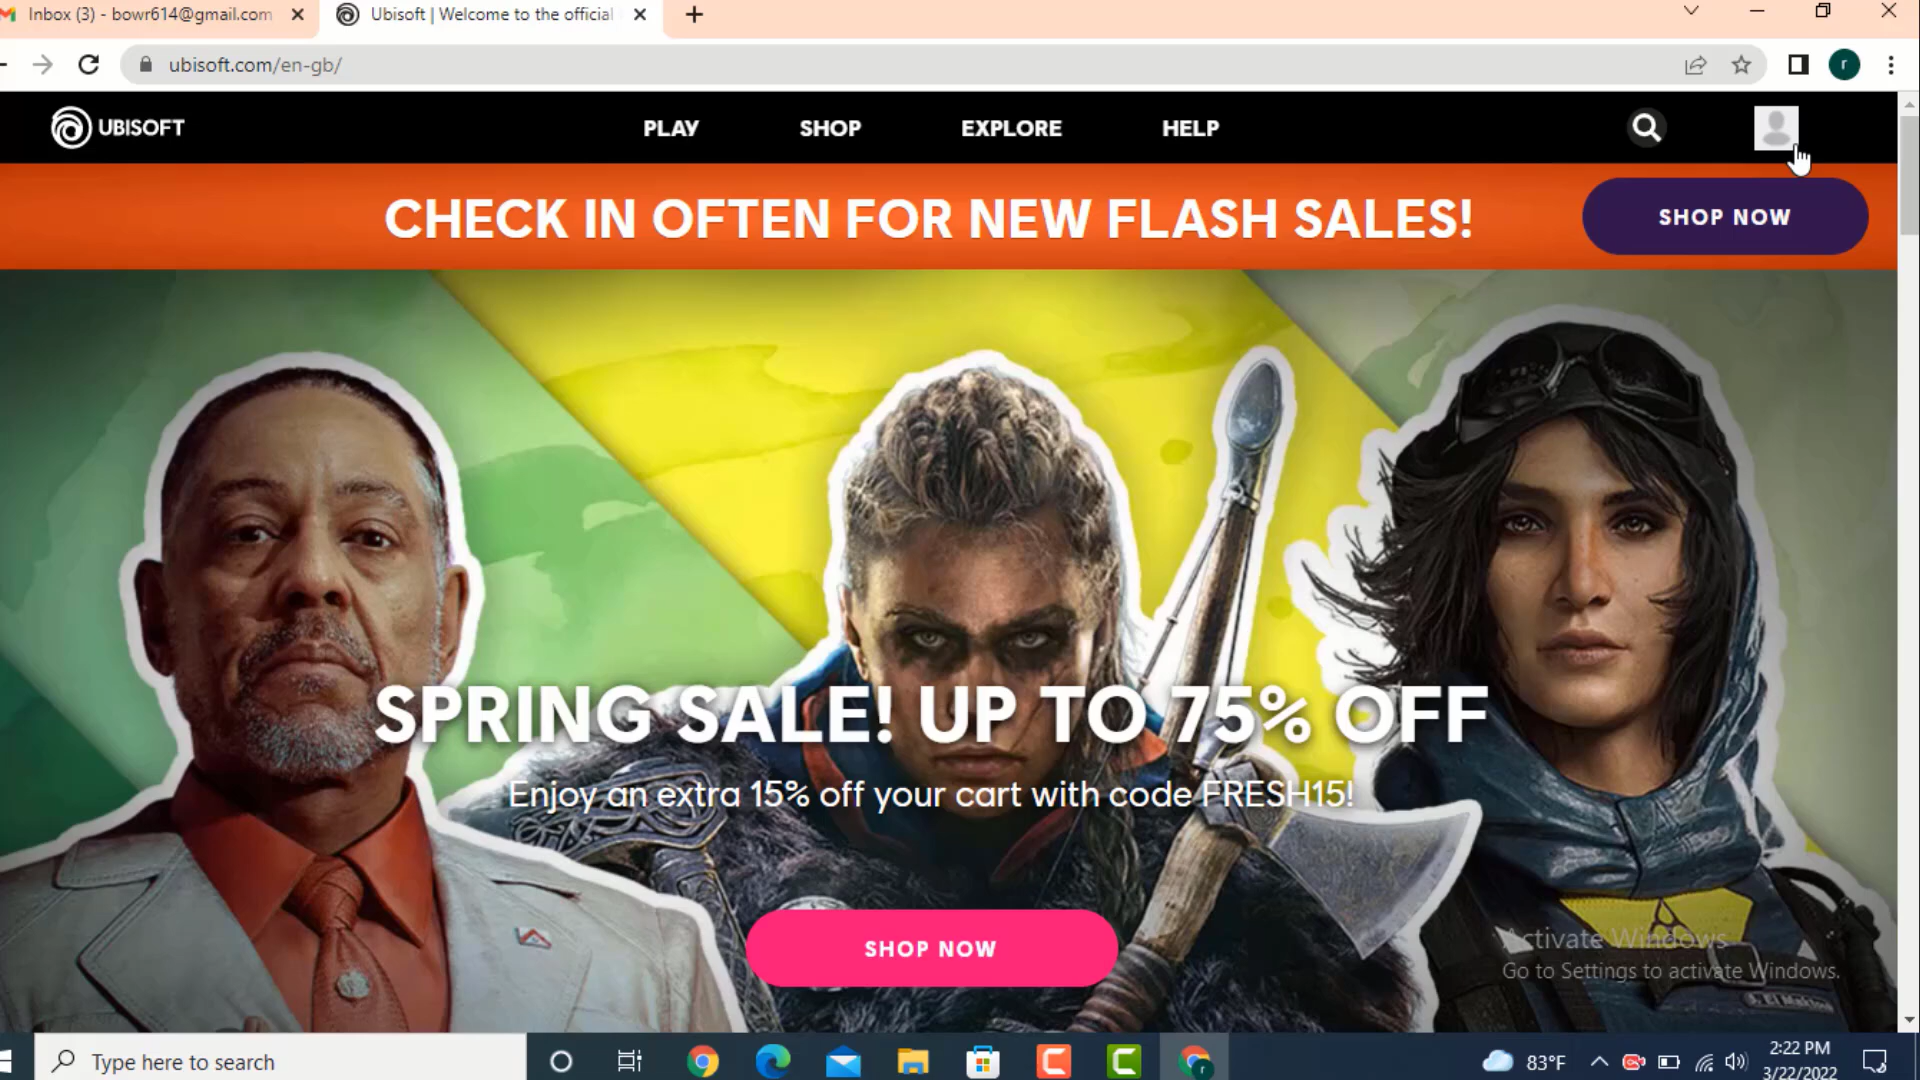 Inbox (3) - bowr614@gmail.com
Ubisoft | Welcome to the official
ubisoft.com/en-gb/
r
UBISOFT
PLAY
SHOP
EXPLORE
HELP
CHECK IN OFTEN FOR NEW FLASH SALES!
SHOP NOW
SPRING SALE! UP TO 75% OFF
Enjoy an extra 15% off your cart with code FRESH15!
SHOP NOW
Activate Windows
Go to Settings to activate Windows.
Type here to search
83°F
2:22 PM
3/22/2022